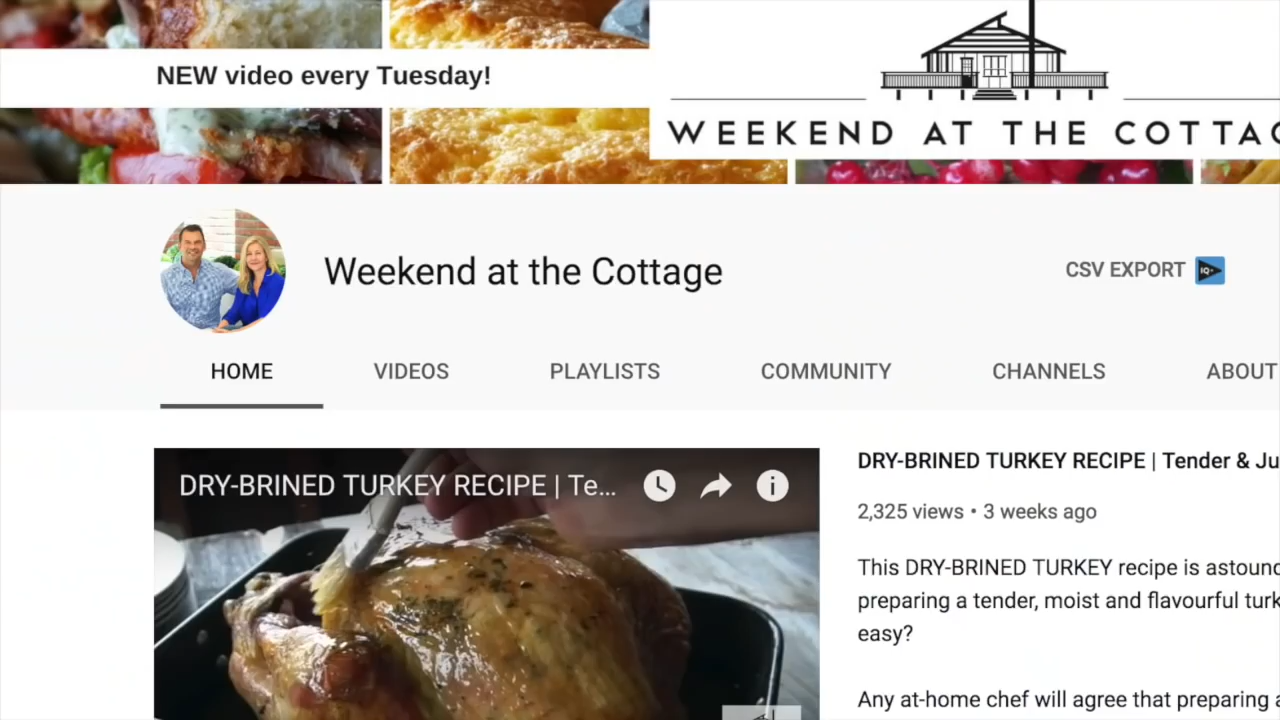 NEW video every Tuesday!
WEEKEND AT THE COTTAG
Weekend at the Cottage
CSV EXPORT IQ+
HOME VIDEOS PLAYLISTS COMMUNITY CHANNELS ABOUT
DRY-BRINED TURKEY RECIPE | Te...
DRY-BRINED TURKEY RECIPE | Tender & Ju
2,325 views • 3 weeks ago
This DRY-BRINED TURKEY recipe is astound
preparing a tender, moist and flavourful turk
easy?
Any at-home chef will agree that preparing a